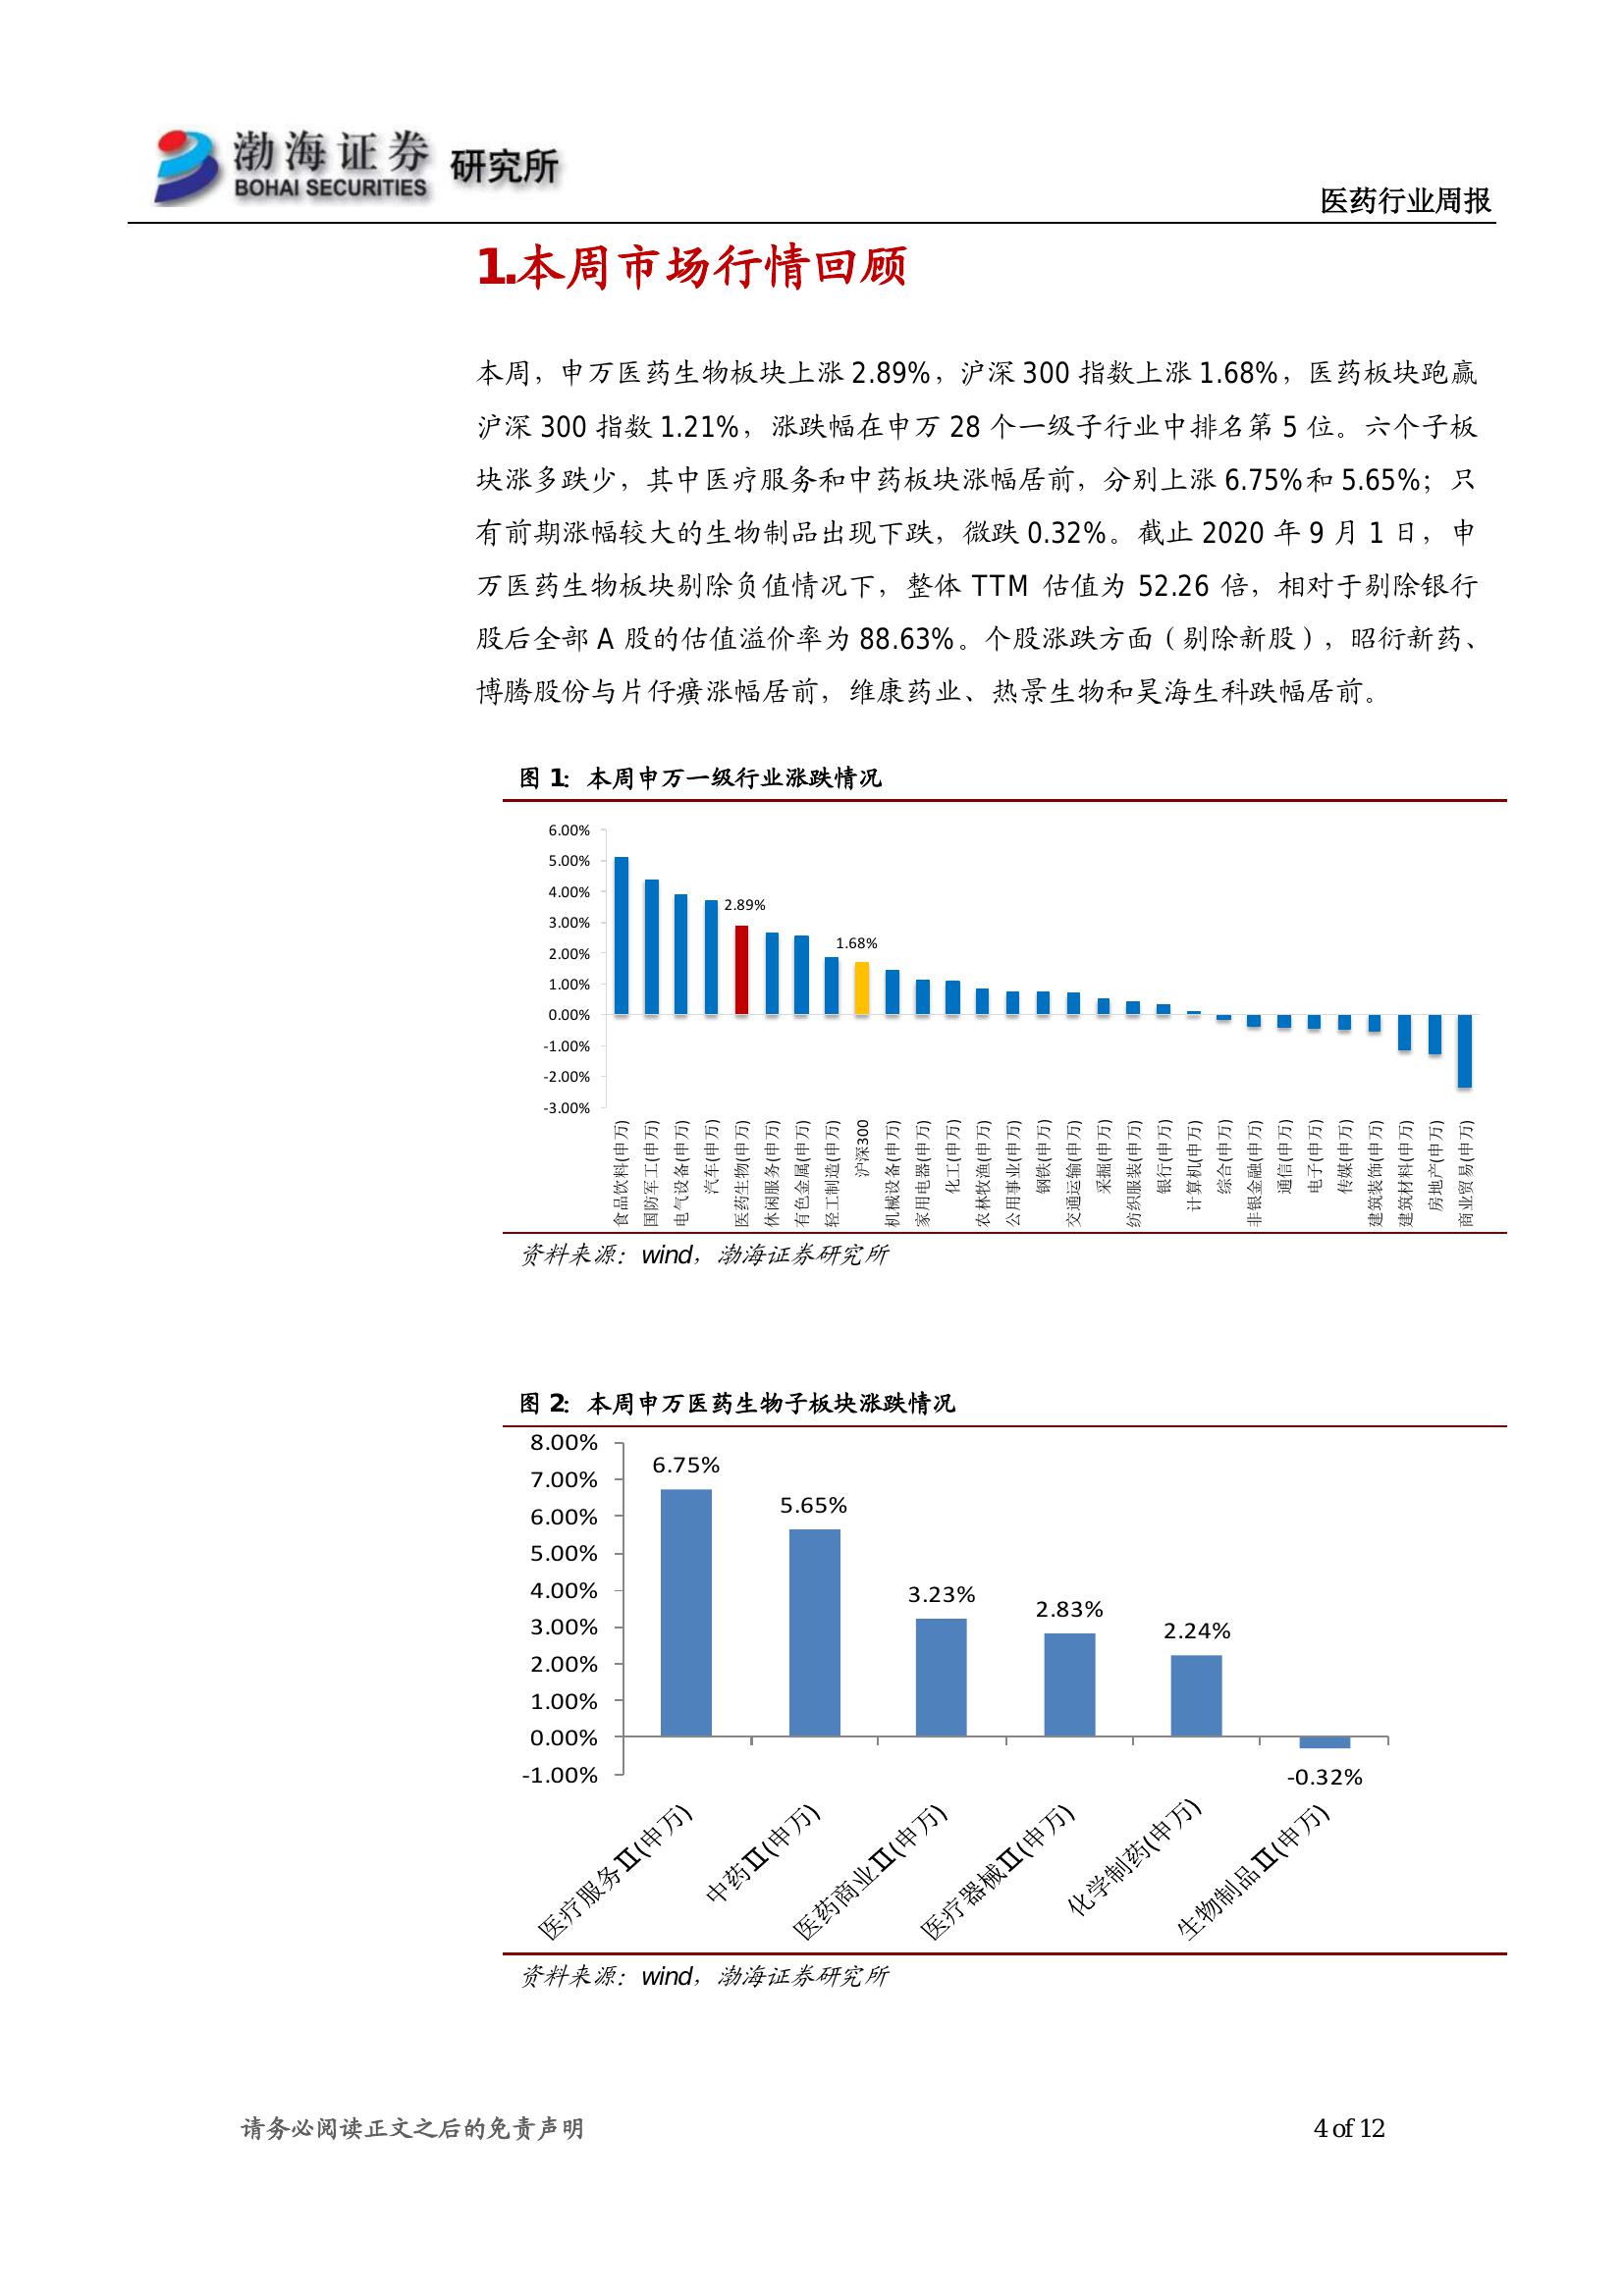 渤海证券 研究所
BOHAI SECURITIES
医药行业周报
1.本周市场行情回顾
本周，申万医药生物板块上涨 2.89%，沪深 300 指数上涨 1.68%，医药板块跑赢
沪深 300 指数 1.21%，涨跌幅在申万 28 个一级子行业中排名第 5 位。六个子板
块涨多跌少，其中医疗服务和中药板块涨幅居前，分别上涨 6.75%和 5.65%；只
有前期涨幅较大的生物制品出现下跌，微跌 0.32%。截止 2020 年 9 月 1 日，申
万医药生物板块剔除负值情况下，整体 TTM 估值为 52.26 倍，相对于剔除银行
股后全部 A 股的估值溢价率为 88.63%。个股涨跌方面（剔除新股），昭衍新药、
博腾股份与片仔癀涨幅居前，维康药业、热景生物和昊海生科跌幅居前。
图 1：本周申万一级行业涨跌情况
6.00%
5.00%
4.00%
3.00%
2.00%
1.00%
0.00%
-1.00%
-2.00%
-3.00%
2.89%
1.68%
食品饮料(申万)
国防军工(申万)
电气设备(申万)
汽车(申万)
医药生物(申万)
休闲服务(申万)
有色金属(申万)
轻工制造(申万)
沪深300
机械设备(申万)
家用电器(申万)
化工(申万)
农林牧渔(申万)
公用事业(申万)
钢铁(申万)
交通运输(申万)
采掘(申万)
纺织服装(申万)
银行(申万)
计算机(申万)
综合(申万)
非银金融(申万)
通信(申万)
电子(申万)
传媒(申万)
建筑装饰(申万)
建筑材料(申万)
房地产(申万)
商业贸易(申万)
资料来源：wind，渤海证券研究所
图 2：本周申万医药生物子板块涨跌情况
8.00%
7.00%
6.00%
5.00%
4.00%
3.00%
2.00%
1.00%
0.00%
-1.00%
6.75%
5.65%
3.23%
2.83%
2.24%
-0.32%
医疗服务Ⅱ(申万)
中药Ⅱ(申万)
医药商业Ⅱ(申万)
医疗器械Ⅱ(申万)
化学制药(申万)
生物制品Ⅱ(申万)
资料来源：wind，渤海证券研究所
请务必阅读正文之后的免责声明
4 of 12